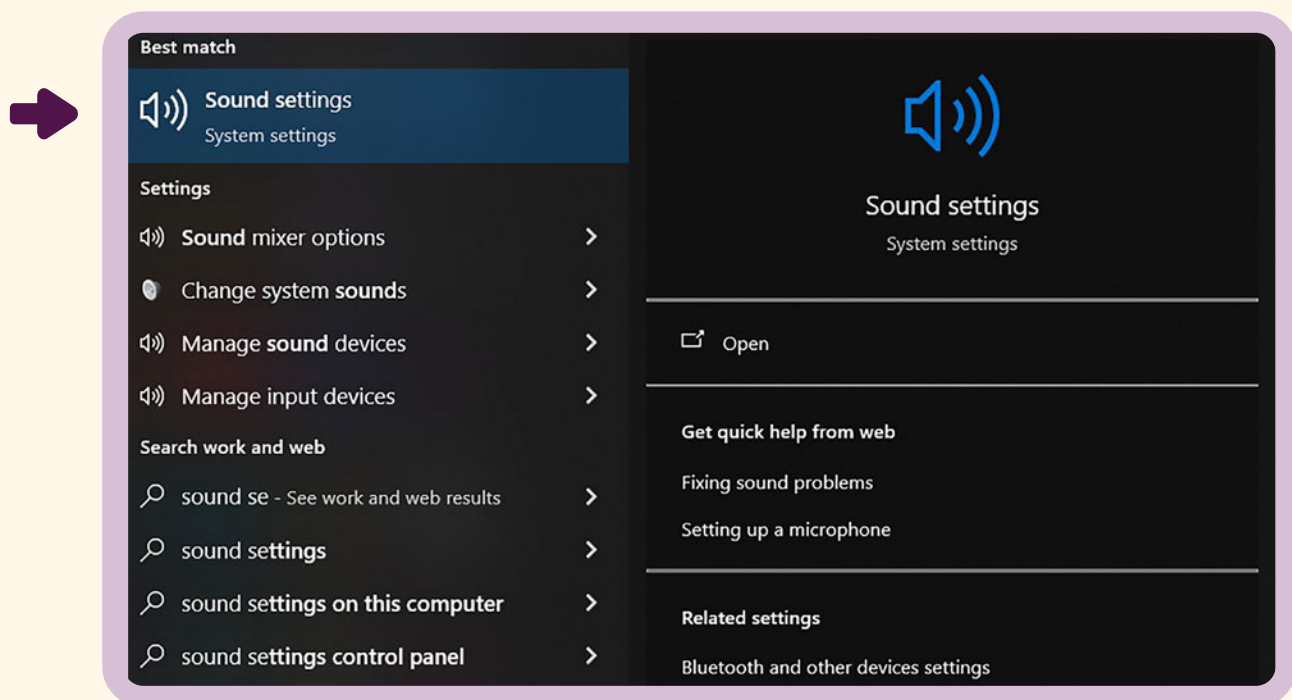 Best match
Sound settings
System settings
Settings
Sound mixer options
Change system sounds
Manage sound devices
Manage input devices
Search work and web
sound se - See work and web results
sound settings
sound settings on this computer
sound settings control panel
Sound settings
System settings
Open
Get quick help from web
Fixing sound problems
Setting up a microphone
Related settings
Bluetooth and other devices settings